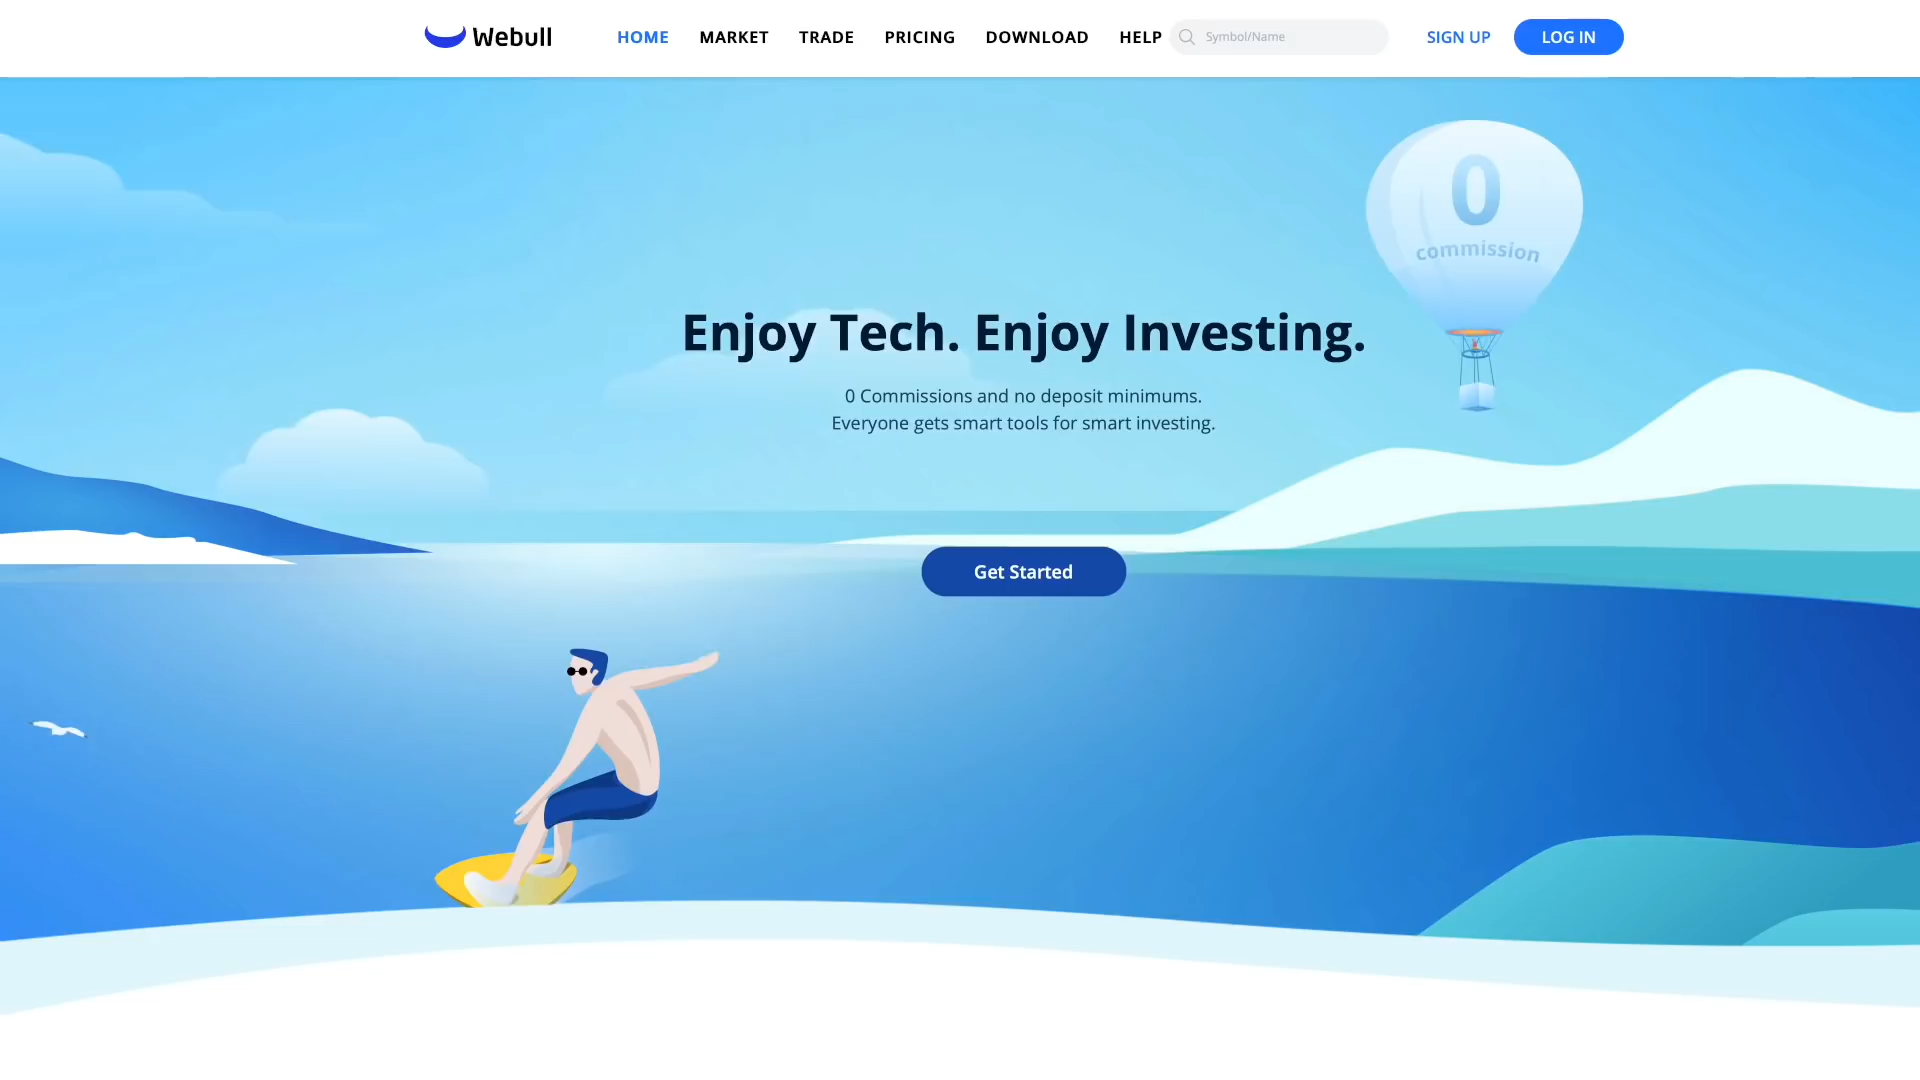 Webull
HOME
MARKET
TRADE
PRICING
DOWNLOAD
HELP
Symbol/Name
SIGN UP
LOG IN
0
commission
Enjoy Tech. Enjoy Investing.
0 Commissions and no deposit minimums.
Everyone gets smart tools for smart investing.
Get Started